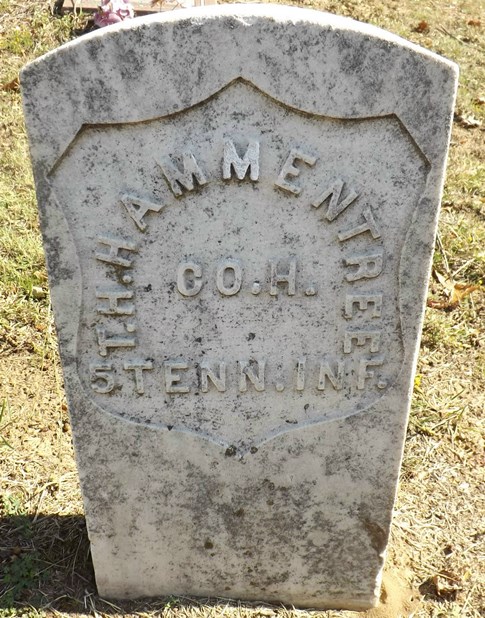 T.H. HAMMENTREE
CO. H.
5 TENN. INF.